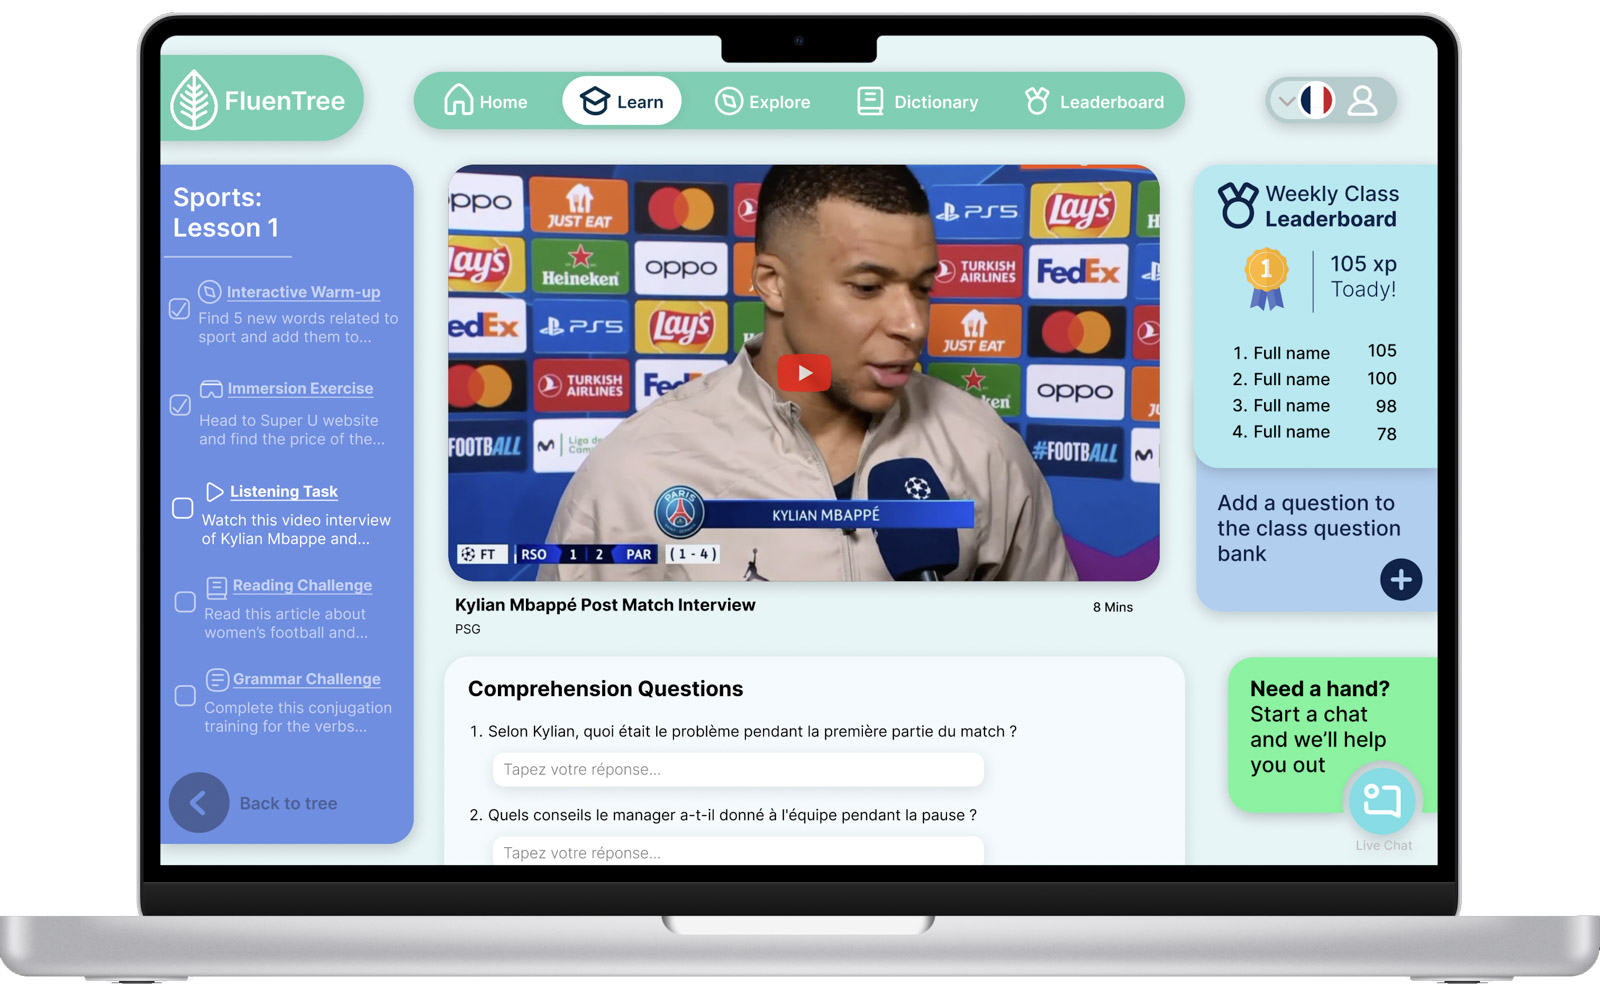 FluenTree
Home
Learn
Explore
Dictionary
Leaderboard
Sports:
Lesson 1
Interactive Warm-up
Find 5 new words related to
sport and add them to...
Immersion Exercise
Head to Super U website
and find the price of the...
Listening Task
Watch this video interview
of Kylian Mbappe and...
Reading Challenge
Read this article about
women's football and...
Grammar Challenge
Complete this conjugation
training for the verbs...
Back to tree
oppo
JUST EAT
PS5
Lay's
H
Lay's
Heineken
oppo
TURKISH
AIRLINES
FedEx
edEx
PS5
Lay's
JUST EAT
TURKISH
AIRLINES
Fed
ken
oppo
FOOTBALL
Liga de
Cam
#FOOTBALL
PARIS
KYLIAN MBAPPÉ
FT RSO 1 2 PAR (1-4)
Kylian Mbappé Post Match Interview
8 Mins
PSG
Comprehension Questions
1. Selon Kylian, quoi était le problème pendant la première partie du match ?
Tapez votre réponse...
2. Quels conseils le manager a-t-il donné à l'équipe pendant la pause ?
Tapez votre réponse...
Weekly Class
Leaderboard
1
105 xp
Toady!
1. Full name 105
2. Full name 100
3. Full name 98
4. Full name 78
Add a question to
the class question
bank
Need a hand?
Start a chat
and we'll help
you out
Live Chat